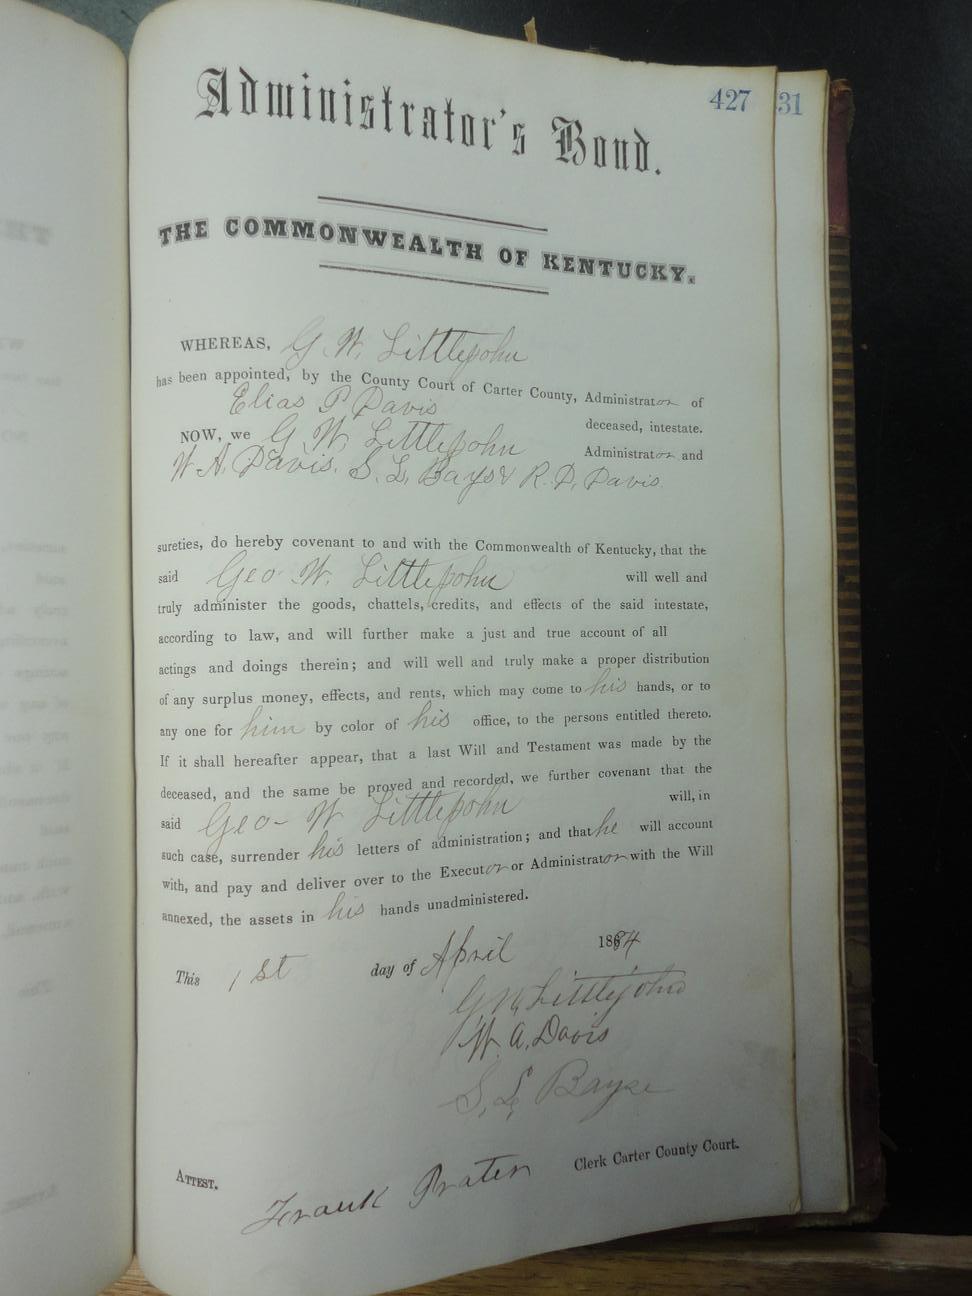 427 31
Administrator's Bond.
THE COMMONWEALTH OF KENTUCKY.
WHEREAS, G. W. Littlejohn
has been appointed, by the County Court of Carter County, Administrator of
Elias P Davis deceased, intestate.
NOW, we G. W. Littlejohn Administrator and
W. A. Davis. S. L. Bays & R. D. Davis
sureties, do hereby covenant to and with the Commonwealth of Kentucky, that the
said Geo. W. Littlejohn will well and
truly administer the goods, chattels, credits, and effects of the said intestate,
according to law, and will further make a just and true account of all
actings and doings therein; and will well and truly make a proper distribution
of any surplus money, effects, and rents, which may come to his hands, or to
any one for him by color of his office, to the persons entitled thereto.
If it shall hereafter appear, that a last Will and Testament was made by the
deceased, and the same be proved and recorded, we further covenant that the
said Geo- W Littlejohn will, in
such case, surrender his letters of administration; and that he will account
with, and pay and deliver over to the Executor or Administrator with the Will
annexed, the assets in his hands unadministered.
This 1st day of April 1884
G W Littlejohn
W. A. Davis
S. L. Bayse
ATTEST.
Frank Prater Clerk Carter County Court.